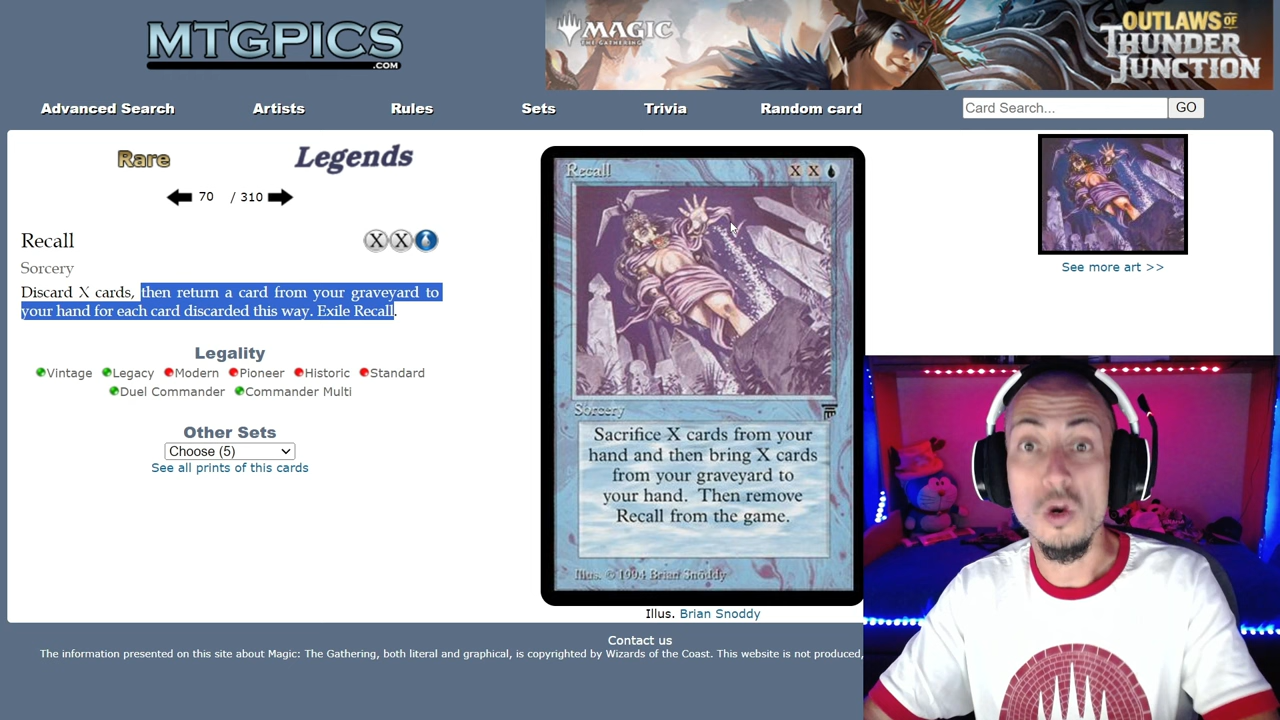 MTGPICS
.COM
MAGIC
THE GATHERING
OUTLAWS OF
THUNDER
JUNCTION
Advanced Search
Artists
Rules
Sets
Trivia
Random card
Card Search...
GO
Rare
Legends
70 / 310
Recall
X X
Sorcery
Discard X cards, then return a card from your graveyard to
your hand for each card discarded this way. Exile Recall.
Legality
Vintage Legacy Modern Pioneer Historic Standard
Duel Commander Commander Multi
Other Sets
Choose (5)
See all prints of this cards
Recall
X X
Sorcery
Sacrifice X cards from your
hand and then bring X cards
from your graveyard to
your hand. Then remove
Recall from the game.
Illus. © 1994 Brian Snoddy
Illus. Brian Snoddy
See more art >>
Contact us
The information presented on this site about Magic: The Gathering, both literal and graphical, is copyrighted by Wizards of the Coast. This website is not produced,